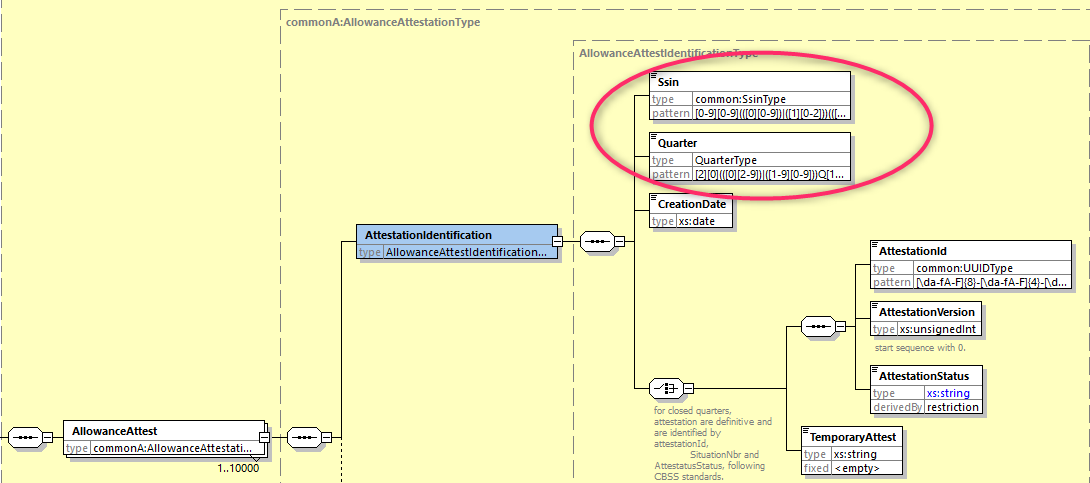 commonA:AllowanceAttestationType
AllowanceAttestIdentificationType
Ssin
type common:SsinType
pattern [0-9][0-9](([0][0-9])|([1][0-2]))(([...
Quarter
type QuarterType
pattern [2][0](([0][2-9])|([1-9][0-9]))Q[1...
CreationDate
type xs:date
AttestationIdentification
type AllowanceAttestIdentification...
AttestationId
type common:UUIDType
pattern [\da-fA-F]{8}-[\da-fA-F]{4}-[\d...
AttestationVersion
type xs:unsignedInt
start sequence with 0.
AttestationStatus
type xs:string
derivedBy restriction
for closed quarters,
attestation are definitive and
are identified by
attestationId,
SituationNbr and
AttestatusStatus, following
CBSS standards.
TemporaryAttest
type xs:string
fixed <empty>
AllowanceAttest
type commonA:AllowanceAttestati...
1..10000